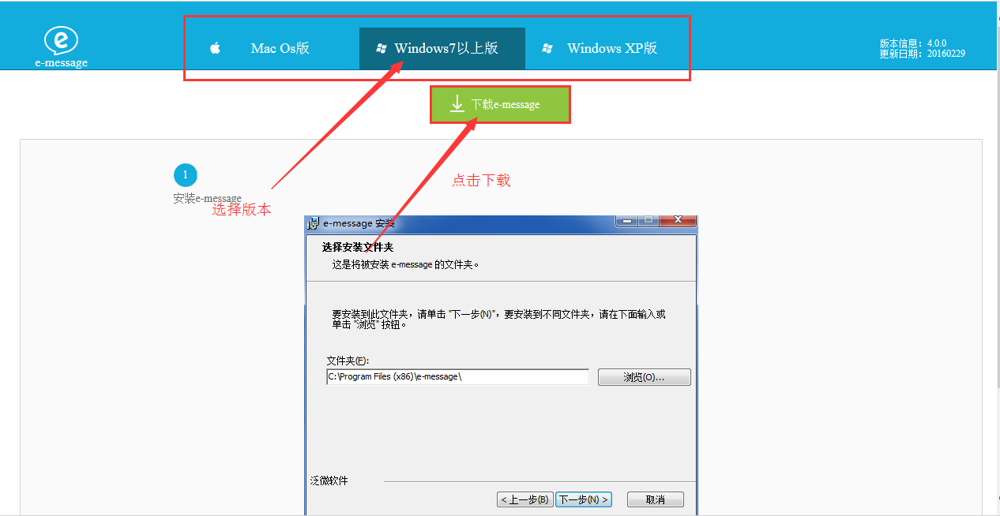 e-message
Mac Os版
Windows7以上版
Windows XP版
版本信息：4.0.0
更新日期：20160229
下载e-message
1
安装e-message
选择版本
点击下载
e-message 安装
选择安装文件夹
这是将被安装 e-message 的文件夹。
要安装到此文件夹，请单击 "下一步(N)"，要安装到不同文件夹，请在下面输入或
单击 "浏览" 按钮。
文件夹(F):
C:\Program Files (x86)\e-message\
浏览(O)...
泛微软件
< 上一步(B)
下一步(N) >
取消